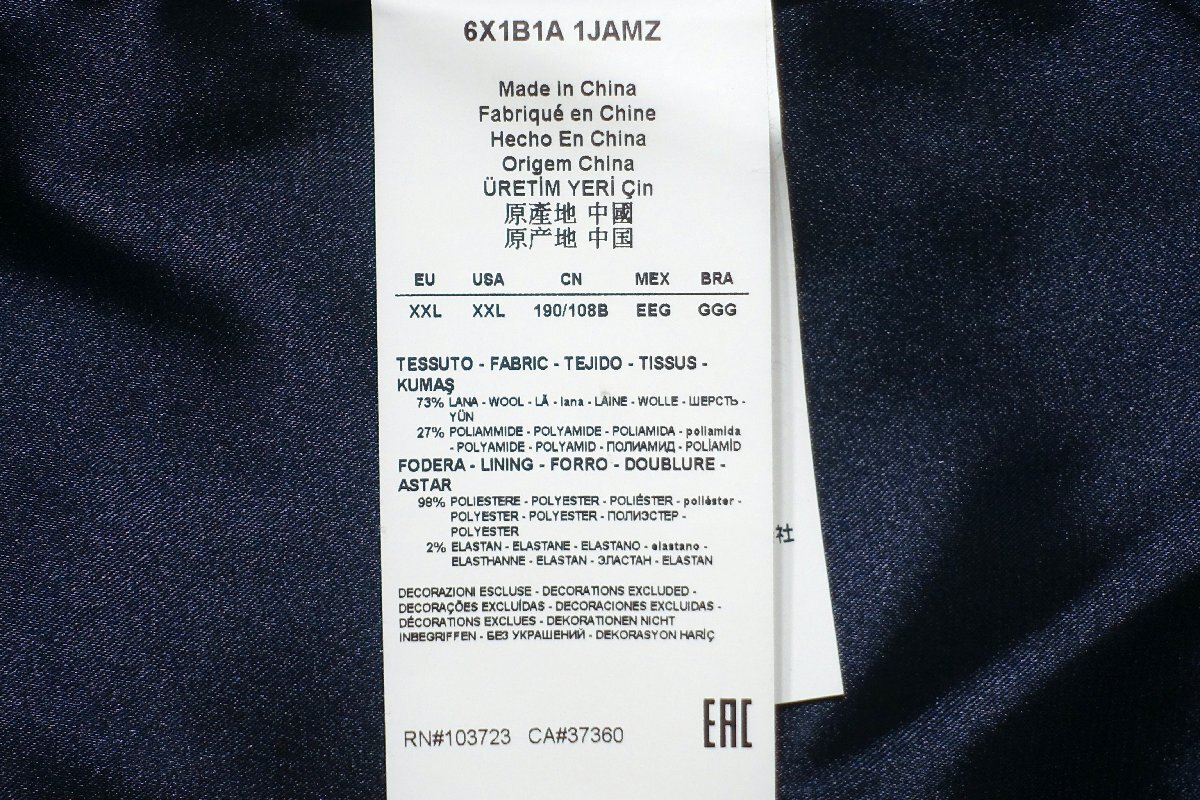 6X1B1A 1JAMZ
Made in China
Fabriqué en Chine
Hecho En China
Origem China
ÜRETİM YERİ Çin
原產地 中國
原产地 中国
EU USA CN MEX BRA
XXL XXL 190/108B EEG GGG
TESSUTO - FABRIC - TEJIDO - TISSUS -
KUMAŞ
73% LANA - WOOL - LÃ - lana - LAINE - WOLLE - ШЕРСТЬ -
YÜN
27% POLIAMMIDE - POLYAMIDE - POLIAMIDA - poliamida
- POLYAMIDE - POLYAMID - ПОЛИАМИД - POLİAMİD
FODERA - LINING - FORRO - DOUBLURE -
ASTAR
98% POLIESTERE - POLYESTER - POLIÉSTER - poliéster -
POLYESTER - POLYESTER - ПОЛИЭСТЕР -
POLYESTER
2% ELASTAN - ELASTANE - ELASTANO - elastano -
ELASTHANNE - ELASTAN - ЭЛАСТАН - ELASTAN
DECORAZIONI ESCLUSE - DECORATIONS EXCLUDED -
DECORAÇÕES EXCLUÍDAS - DECORACIONES EXCLUIDAS -
DÉCORATIONS EXCLUES - DEKORATIONEN NICHT
INBEGRIFFEN - БЕЗ УКРАШЕНИЙ - DEKORASYON HARİÇ
社
RN#103723 CA#37360
EAC